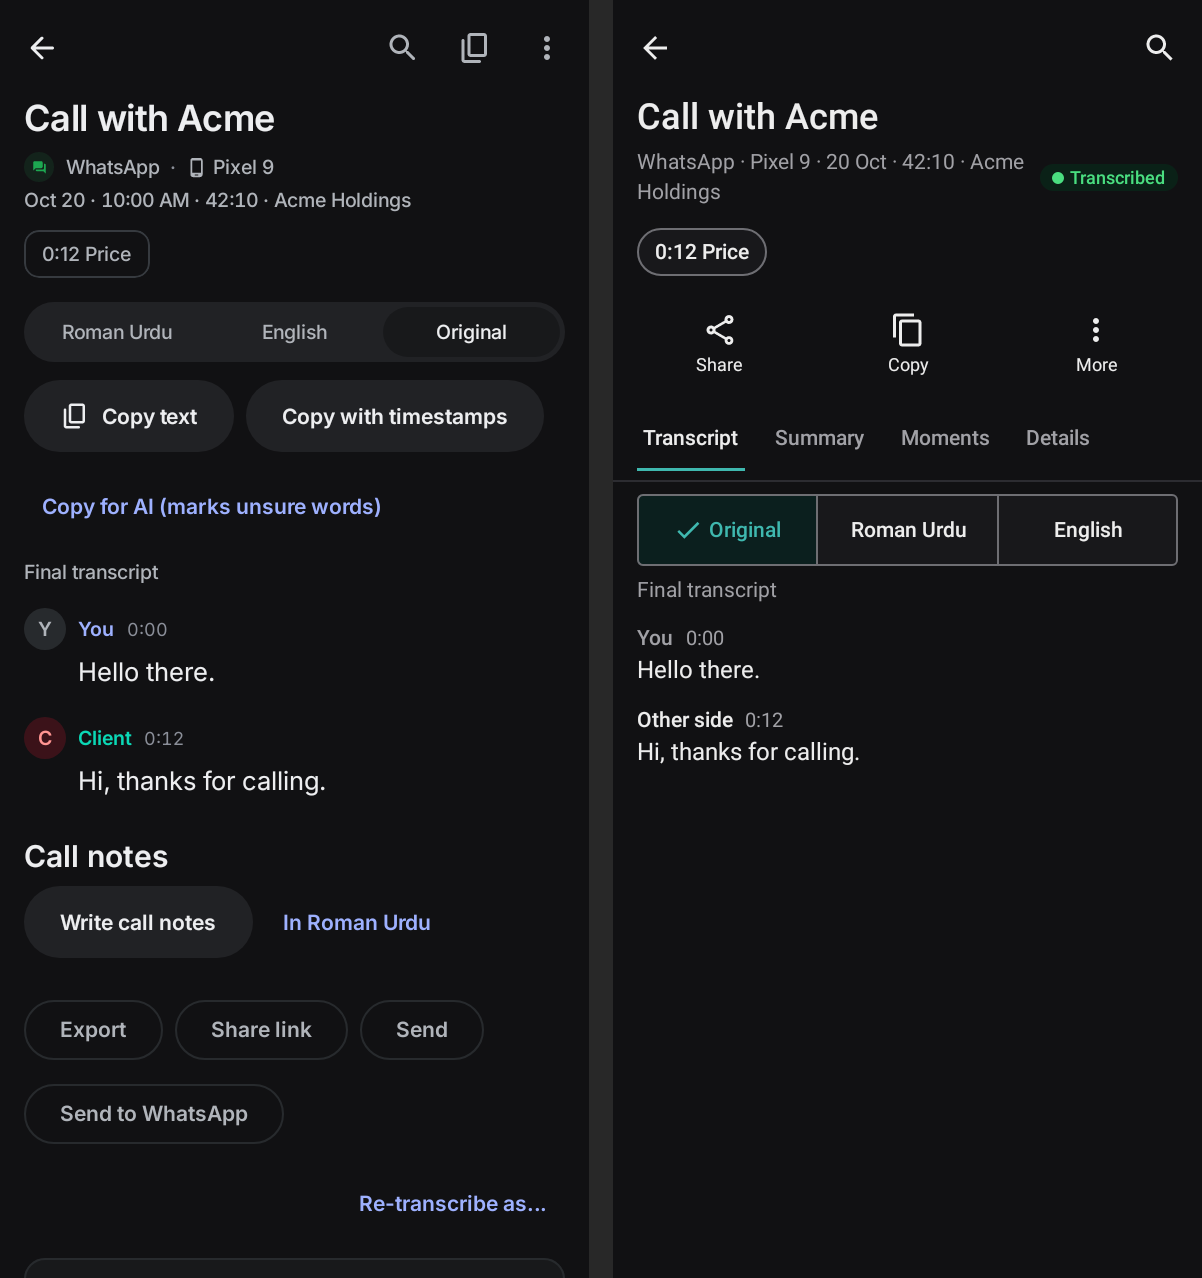 Call with Acme
WhatsApp · Pixel 9
Oct 20 · 10:00 AM · 42:10 · Acme Holdings
0:12 Price
Roman Urdu English Original
Copy text Copy with timestamps
Copy for AI (marks unsure words)
Final transcript
Y You 0:00
Hello there.
C Client 0:12
Hi, thanks for calling.
Call notes
Write call notes In Roman Urdu
Export Share link Send
Send to WhatsApp
Re-transcribe as...
Call with Acme
WhatsApp · Pixel 9 · 20 Oct · 42:10 · Acme
Holdings
Transcribed
0:12 Price
Share Copy More
Transcript Summary Moments Details
Original Roman Urdu English
Final transcript
You 0:00
Hello there.
Other side 0:12
Hi, thanks for calling.